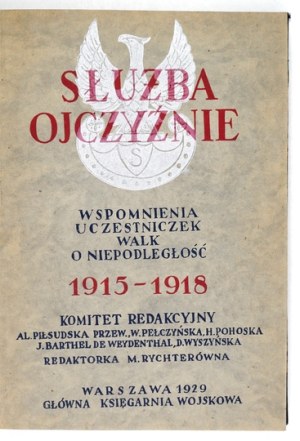 SŁUŻBA
OJCZYŹNIE
S
WSPOMNIENIA
UCZESTNICZEK
WALK
O NIEPODLEGŁOŚĆ
1915-1918
KOMITET REDAKCYJNY
AL. PIŁSUDSKA PRZEW., W. PEŁCZYŃSKA, H. POHOSKA
J. BARTHEL DE WEYDENTHAL, D. WYSZYŃSKA
REDAKTORKA M. RYCHTERÓWNA
WARSZAWA 1929
GŁÓWNA KSIĘGARNIA WOJSKOWA